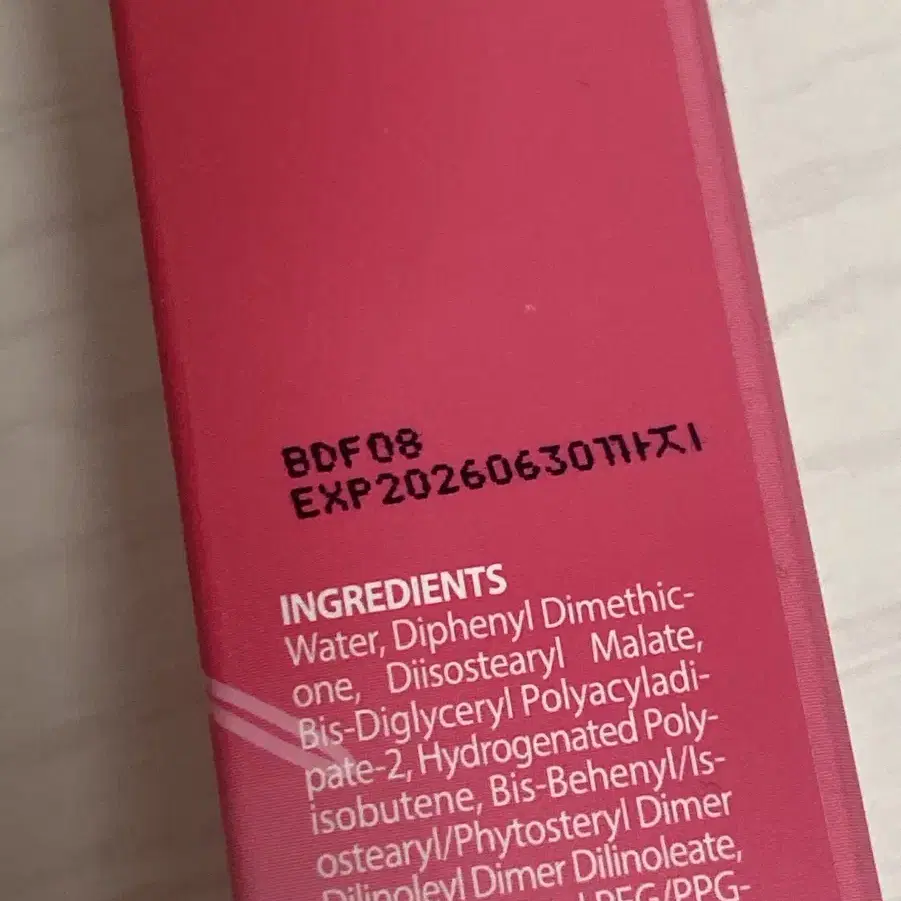 BDF08
EXP20260630까지
INGREDIENTS
Water, Diphenyl Dimethic-
one, Diisostearyl Malate,
Bis-Diglyceryl Polyacyladi-
pate-2, Hydrogenated Poly-
isobutene, Bis-Behenyl/Is-
ostearyl/Phytosteryl Dimer
Dilinoleyl Dimer Dilinoleate,
PEG/PPG-